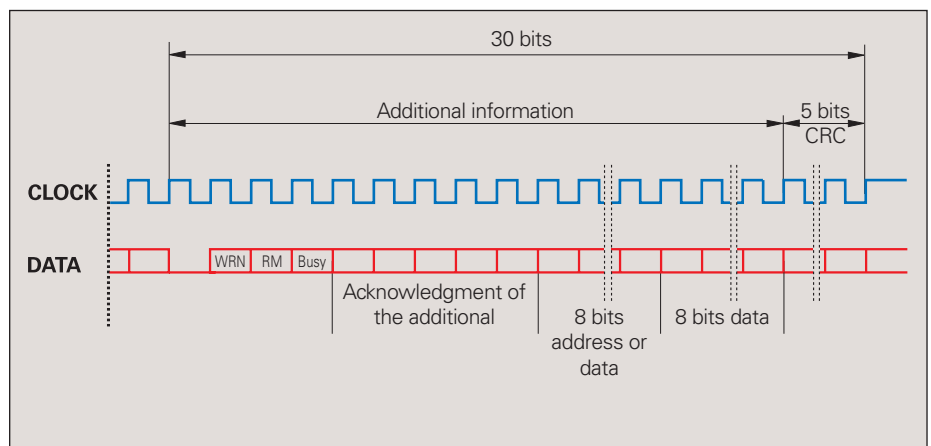 30 bits
Additional information
5 bits
CRC
CLOCK
DATA
WRN
RM
Busy
Acknowledgment of
the additional
8 bits
address or
data
8 bits data